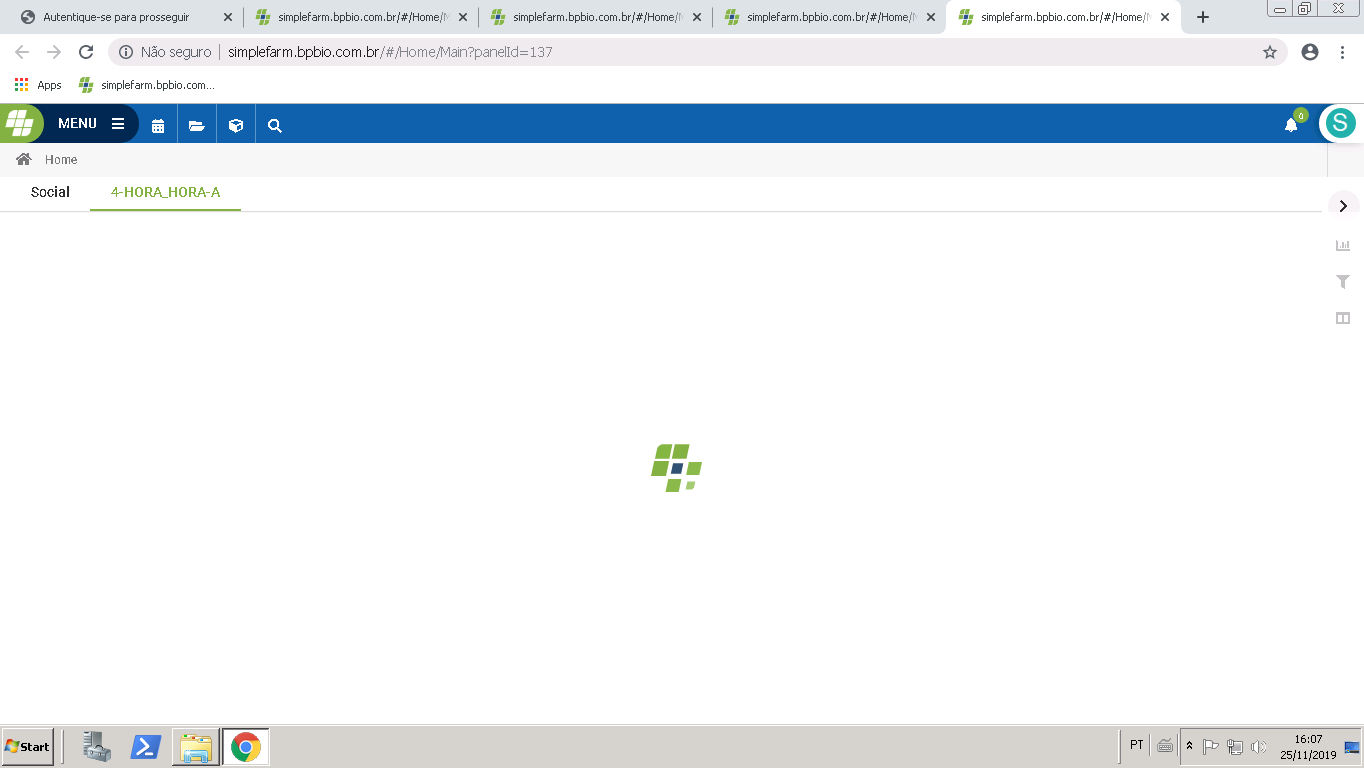 Autentique-se para prosseguir
simplefarm.bpbio.com.br/#/Home/
simplefarm.bpbio.com.br/#/Home/
simplefarm.bpbio.com.br/#/Home/
simplefarm.bpbio.com.br/#/Home/
Não seguro | simplefarm.bpbio.com.br/#/Home/Main?panelId=137
Apps
simplefarm.bpbio.com...
MENU
0
S
Home
Social
4-HORA_HORA-A
Start
PT
16:07
25/11/2019